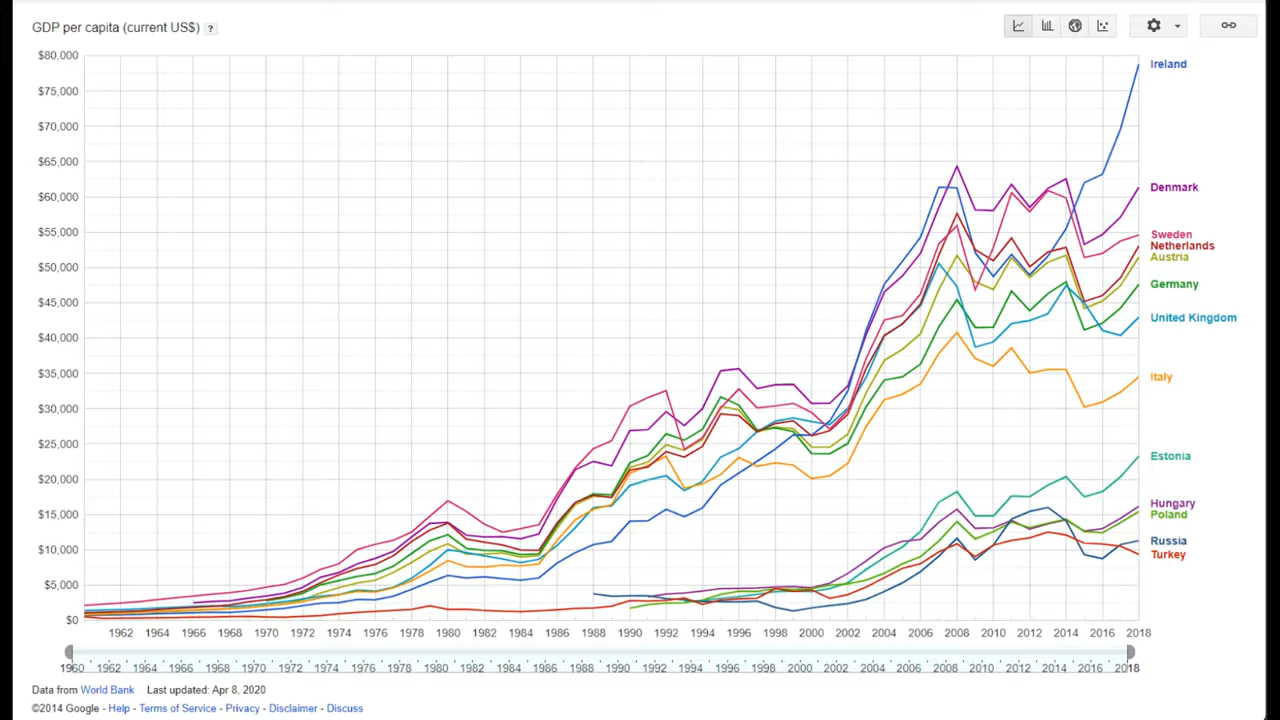 GDP per capita (current US$) ?
$80,000
Ireland
$75,000
$70,000
$65,000
$60,000
Denmark
$55,000
Sweden
Netherlands
$50,000
Austria
$45,000
Germany
$40,000
United Kingdom
$35,000
Italy
$30,000
$25,000
Estonia
$20,000
$15,000
Hungary
Poland
$10,000
Russia
Turkey
$5,000
$0
1962 1964 1966 1968 1970 1972 1974 1976 1978 1980 1982 1984 1986 1988 1990 1992 1994 1996 1998 2000 2002 2004 2006 2008 2010 2012 2014 2016 2018
1960 1962 1964 1966 1968 1970 1972 1974 1976 1978 1980 1982 1984 1986 1988 1990 1992 1994 1996 1998 2000 2002 2004 2006 2008 2010 2012 2014 2016 2018
Data from World Bank Last updated: Apr 8, 2020
©2014 Google - Help - Terms of Service - Privacy - Disclaimer - Discuss